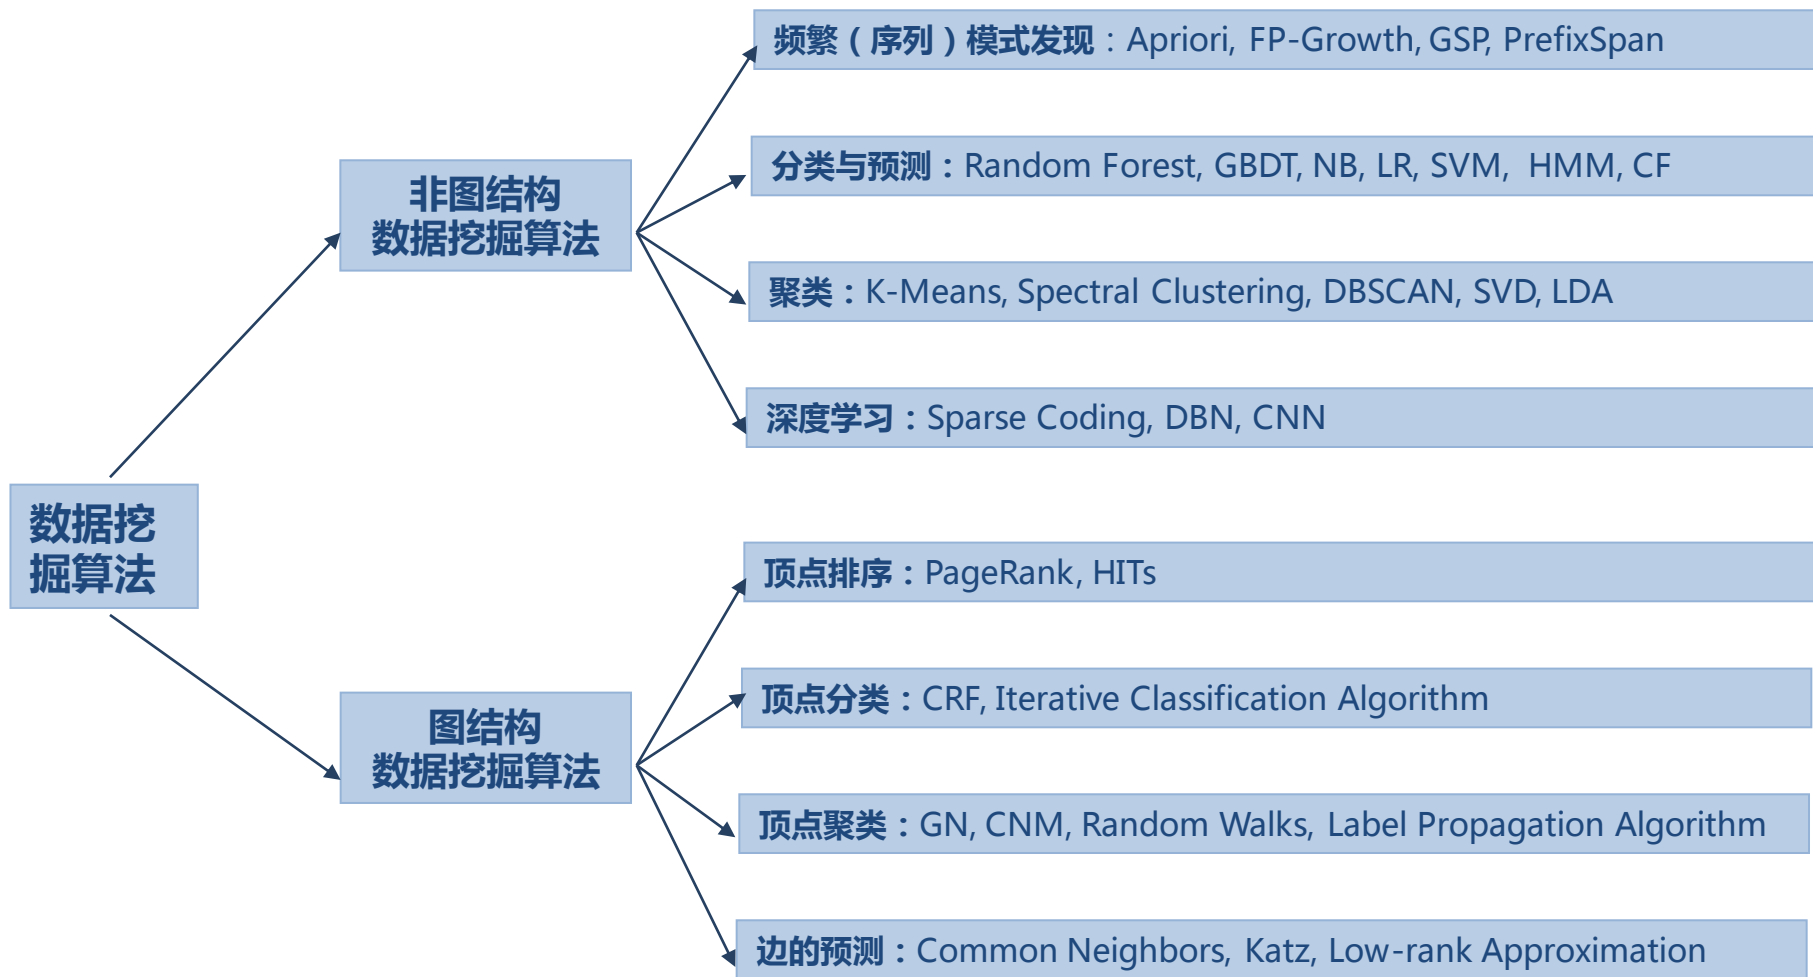 频繁（序列）模式发现：Apriori, FP-Growth, GSP, PrefixSpan
分类与预测：Random Forest, GBDT, NB, LR, SVM, HMM, CF
非图结构
数据挖掘算法
聚类：K-Means, Spectral Clustering, DBSCAN, SVD, LDA
深度学习：Sparse Coding, DBN, CNN
数据挖
掘算法
顶点排序：PageRank, HITs
顶点分类：CRF, Iterative Classification Algorithm
图结构
数据挖掘算法
顶点聚类：GN, CNM, Random Walks, Label Propagation Algorithm
边的预测：Common Neighbors, Katz, Low-rank Approximation